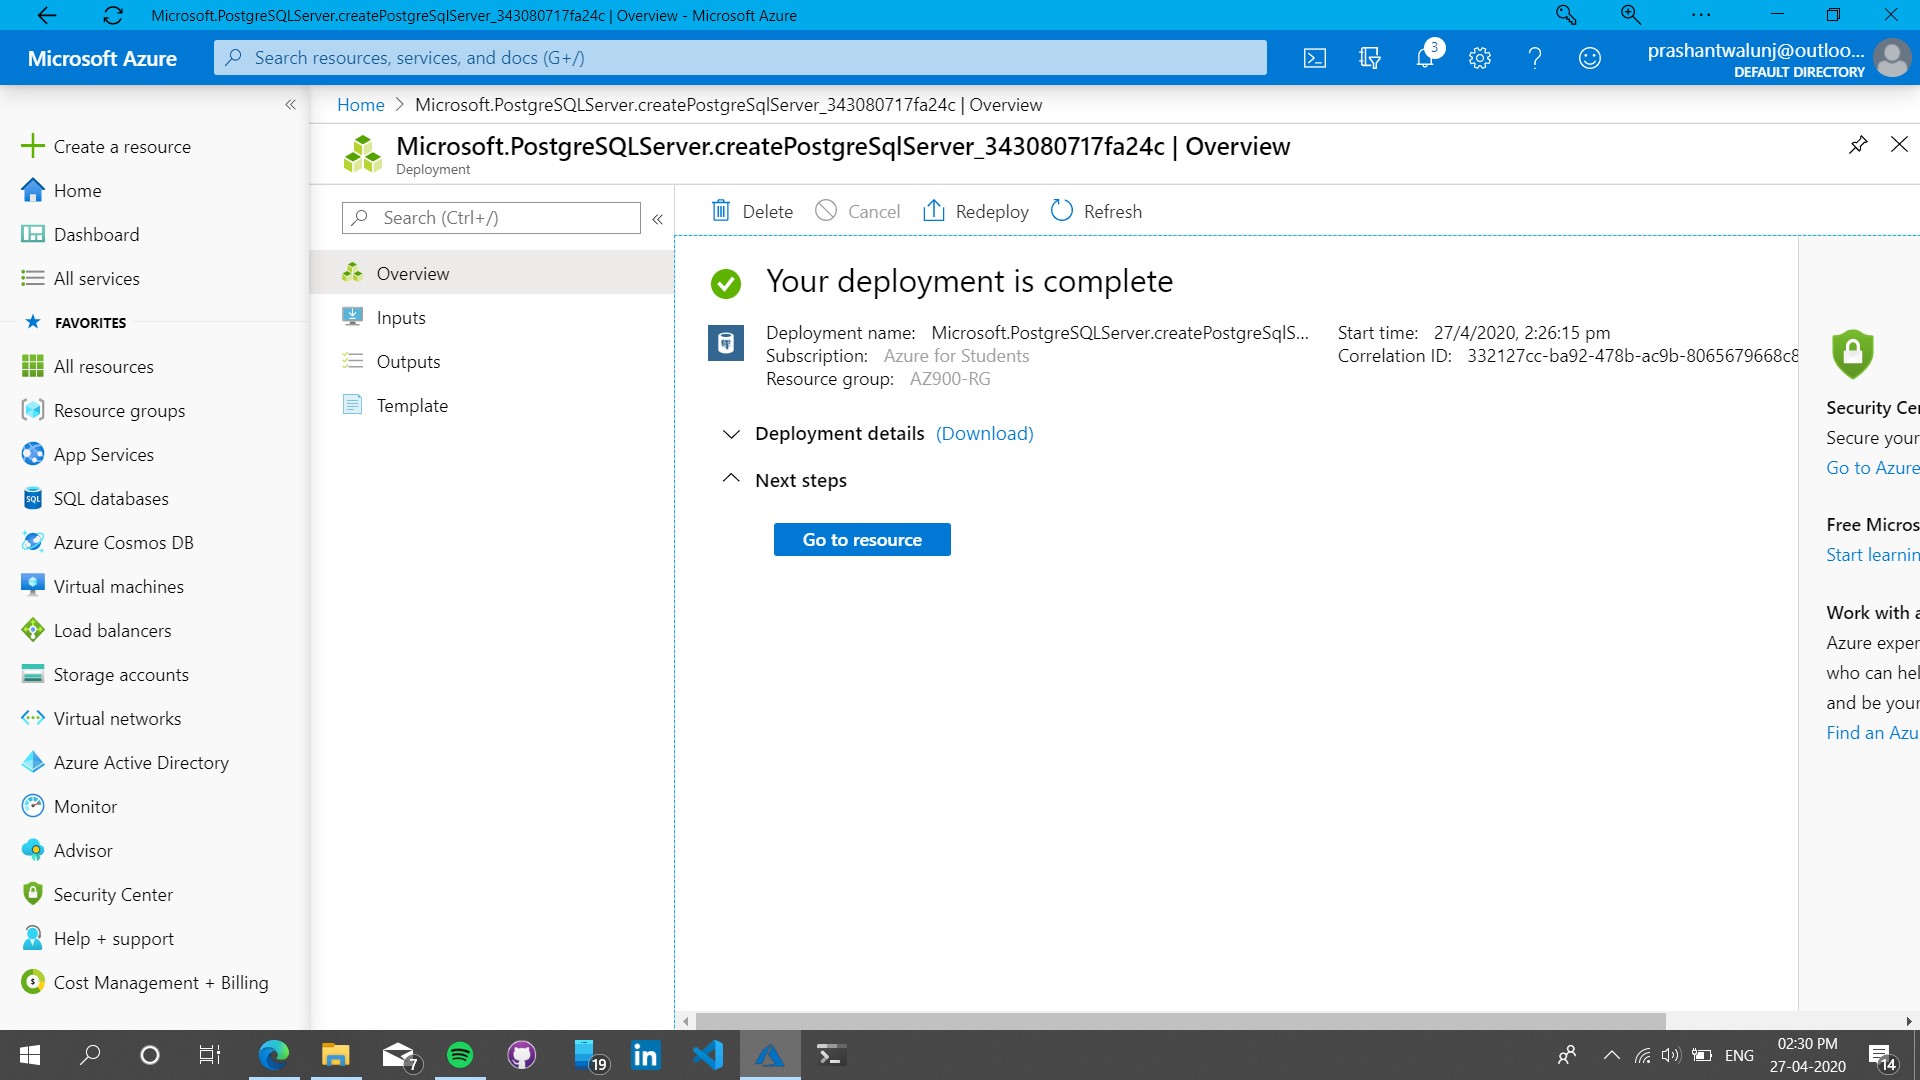 Microsoft.PostgreSQLServer.createPostgreSqlServer_343080717fa24c | Overview - Microsoft Azure
Microsoft Azure
Search resources, services, and docs (G+/)
3
prashantwalunj@outloo...
DEFAULT DIRECTORY
Home > Microsoft.PostgreSQLServer.createPostgreSqlServer_343080717fa24c | Overview
Microsoft.PostgreSQLServer.createPostgreSqlServer_343080717fa24c | Overview
Deployment
Create a resource
Home
Dashboard
All services
FAVORITES
All resources
Resource groups
App Services
SQL databases
Azure Cosmos DB
Virtual machines
Load balancers
Storage accounts
Virtual networks
Azure Active Directory
Monitor
Advisor
Security Center
Help + support
Cost Management + Billing
Search (Ctrl+/)
Overview
Inputs
Outputs
Template
Delete
Cancel
Redeploy
Refresh
Your deployment is complete
Deployment name: Microsoft.PostgreSQLServer.createPostgreSqlS...
Subscription: Azure for Students
Resource group: AZ900-RG
Start time: 27/4/2020, 2:26:15 pm
Correlation ID: 332127cc-ba92-478b-ac9b-8065679668c8
Deployment details (Download)
Next steps
Go to resource
Security Ce
Secure your
Go to Azure
Free Micros
Start learnin
Work with a
Azure exper
who can hel
and be your
Find an Azu
7
19
ENG
02:30 PM
27-04-2020
14